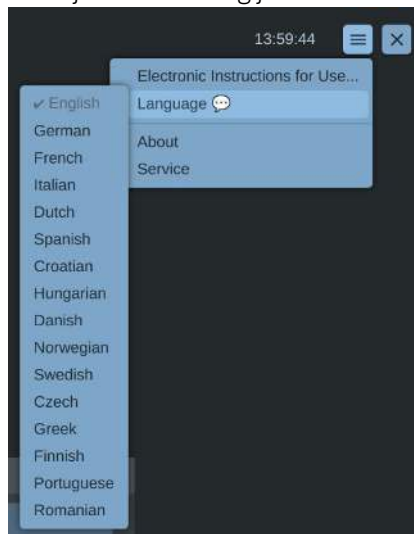 13:59:44
Electronic Instructions for Use...
Language
About
Service
✔ English
German
French
Italian
Dutch
Spanish
Croatian
Hungarian
Danish
Norwegian
Swedish
Czech
Greek
Finnish
Portuguese
Romanian